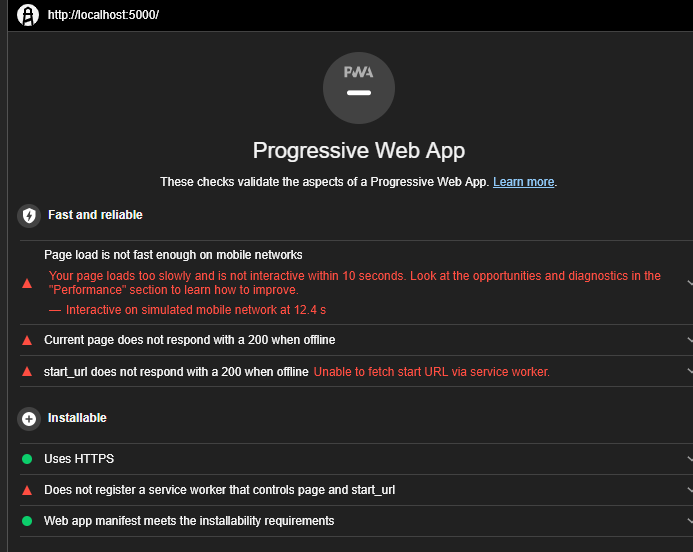 http://localhost:5000/
PWA
Progressive Web App
These checks validate the aspects of a Progressive Web App. Learn more.
Fast and reliable
Page load is not fast enough on mobile networks
Your page loads too slowly and is not interactive within 10 seconds. Look at the opportunities and diagnostics in the
"Performance" section to learn how to improve.
— Interactive on simulated mobile network at 12.4 s
Current page does not respond with a 200 when offline
start_url does not respond with a 200 when offline Unable to fetch start URL via service worker.
Installable
Uses HTTPS
Does not register a service worker that controls page and start_url
Web app manifest meets the installability requirements